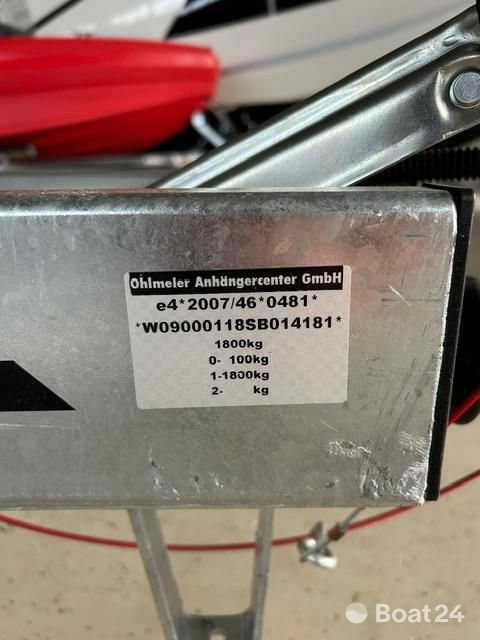 Ohlmeier Anhängercenter GmbH
e4*2007/46*0481*
*W09000118SB014181*
1800kg
0- 100kg
1-1800kg
2- kg
Boat24